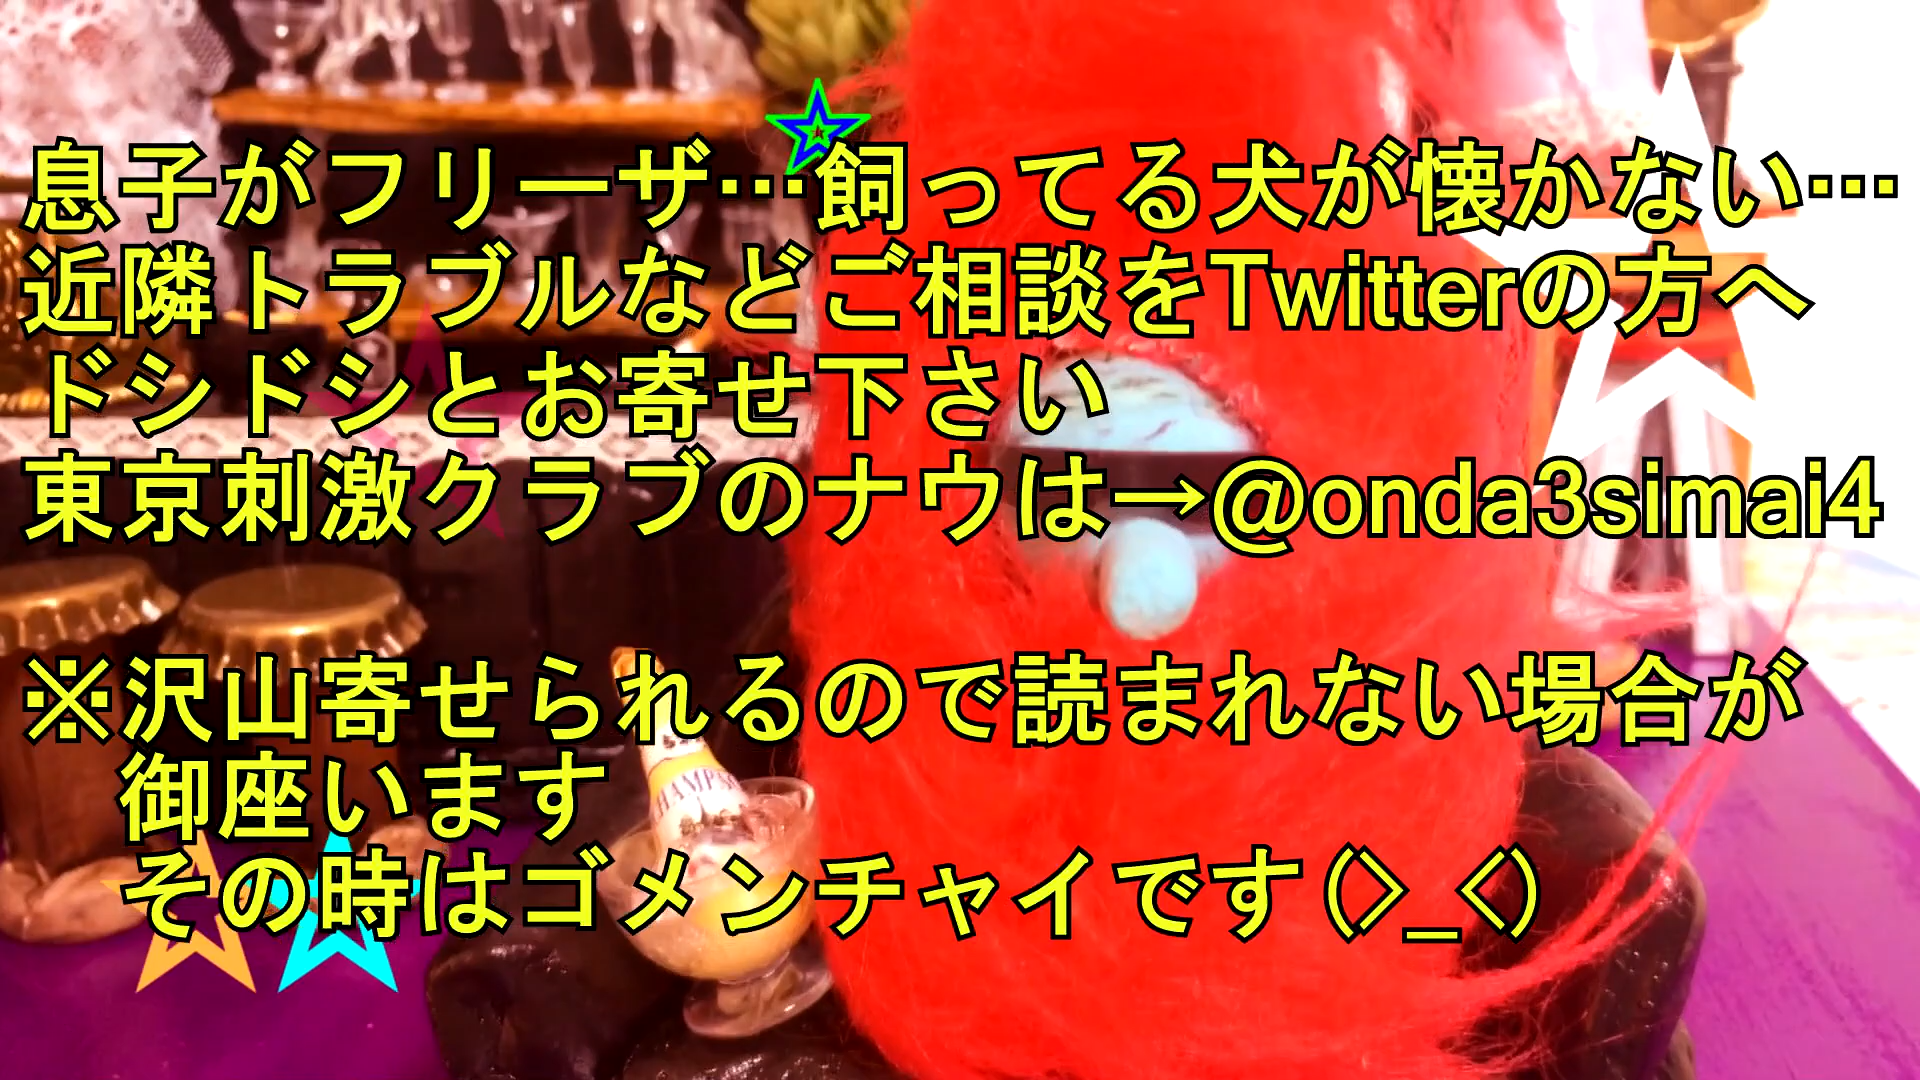 息子がフリーザ…飼ってる犬が懐かない…
近隣トラブルなどご相談をTwitterの方へ
ドシドシとお寄せ下さい
東京刺激クラブのナウは→@onda3simai4
※沢山寄せられるので読まれない場合が
御座います
その時はゴメンチャイです(>_<)